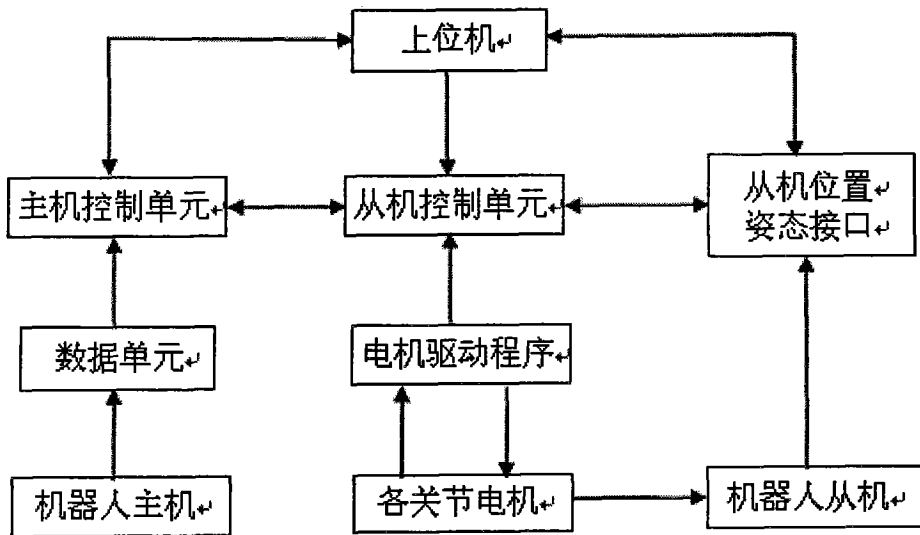 上位机↵
主机控制单元↵
从机控制单元↵
从机位置↵
姿态接口↵
数据单元↵
电机驱动程序↵
机器人主机↵
各关节电机↵
机器人从机↵